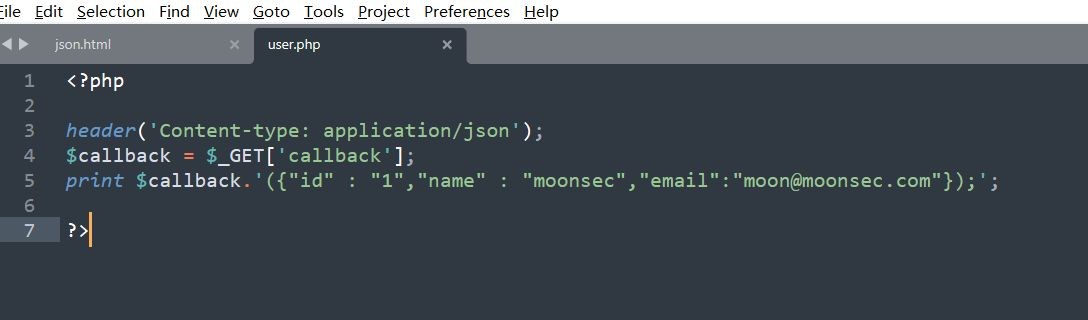 File Edit Selection Find View Goto Tools Project Preferences Help
json.html × user.php ×
1 <?php
2
3 header('Content-type: application/json');
4 $callback = $_GET['callback'];
5 print $callback.'({"id" : "1","name" : "moonsec","email":"moon@moonsec.com"});';
6
7 ?>